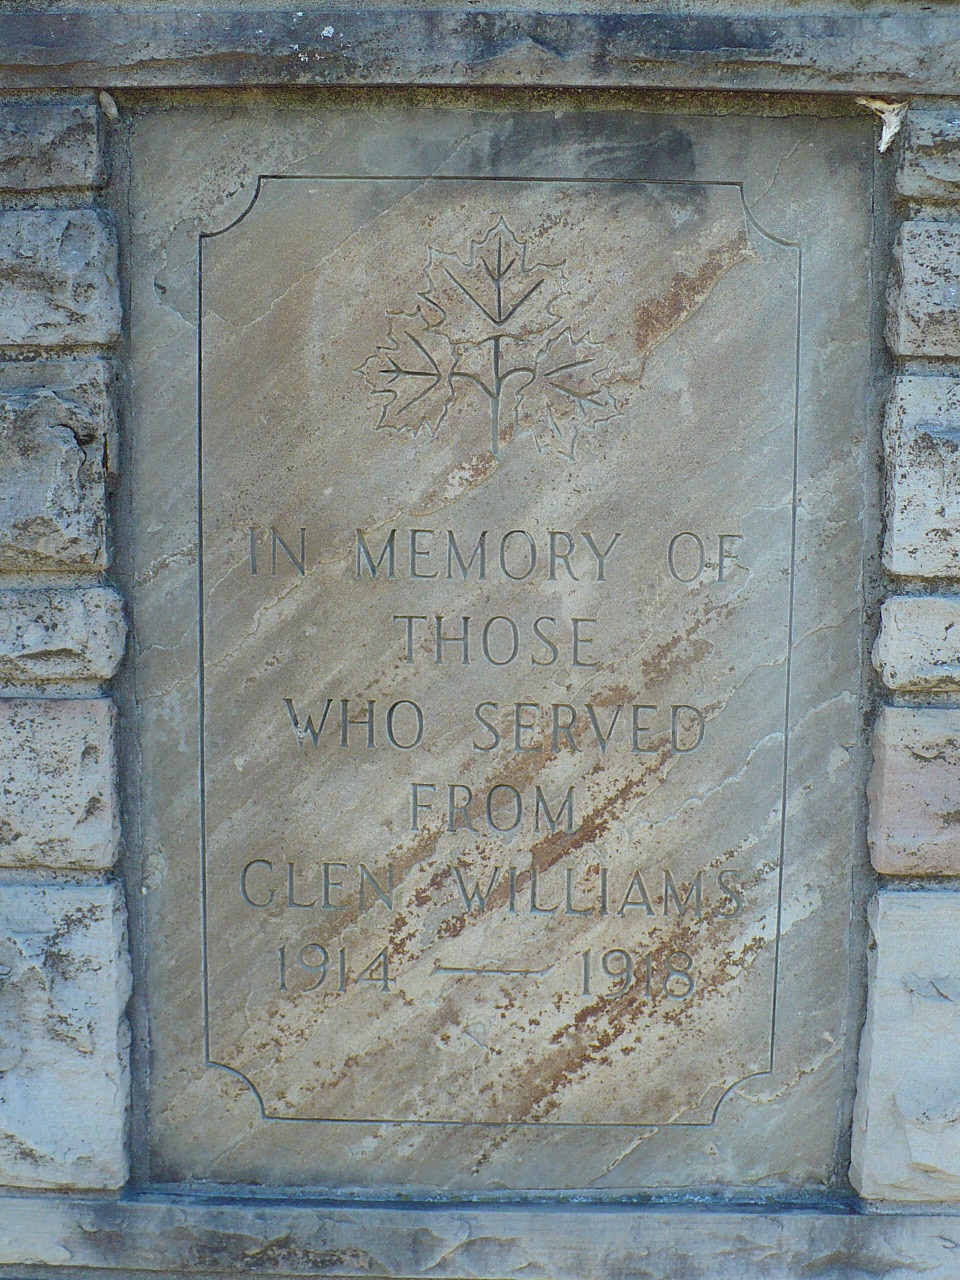 IN MEMORY OF
THOSE
WHO SERVED
FROM
GLEN WILLIAMS
1914 — 1918